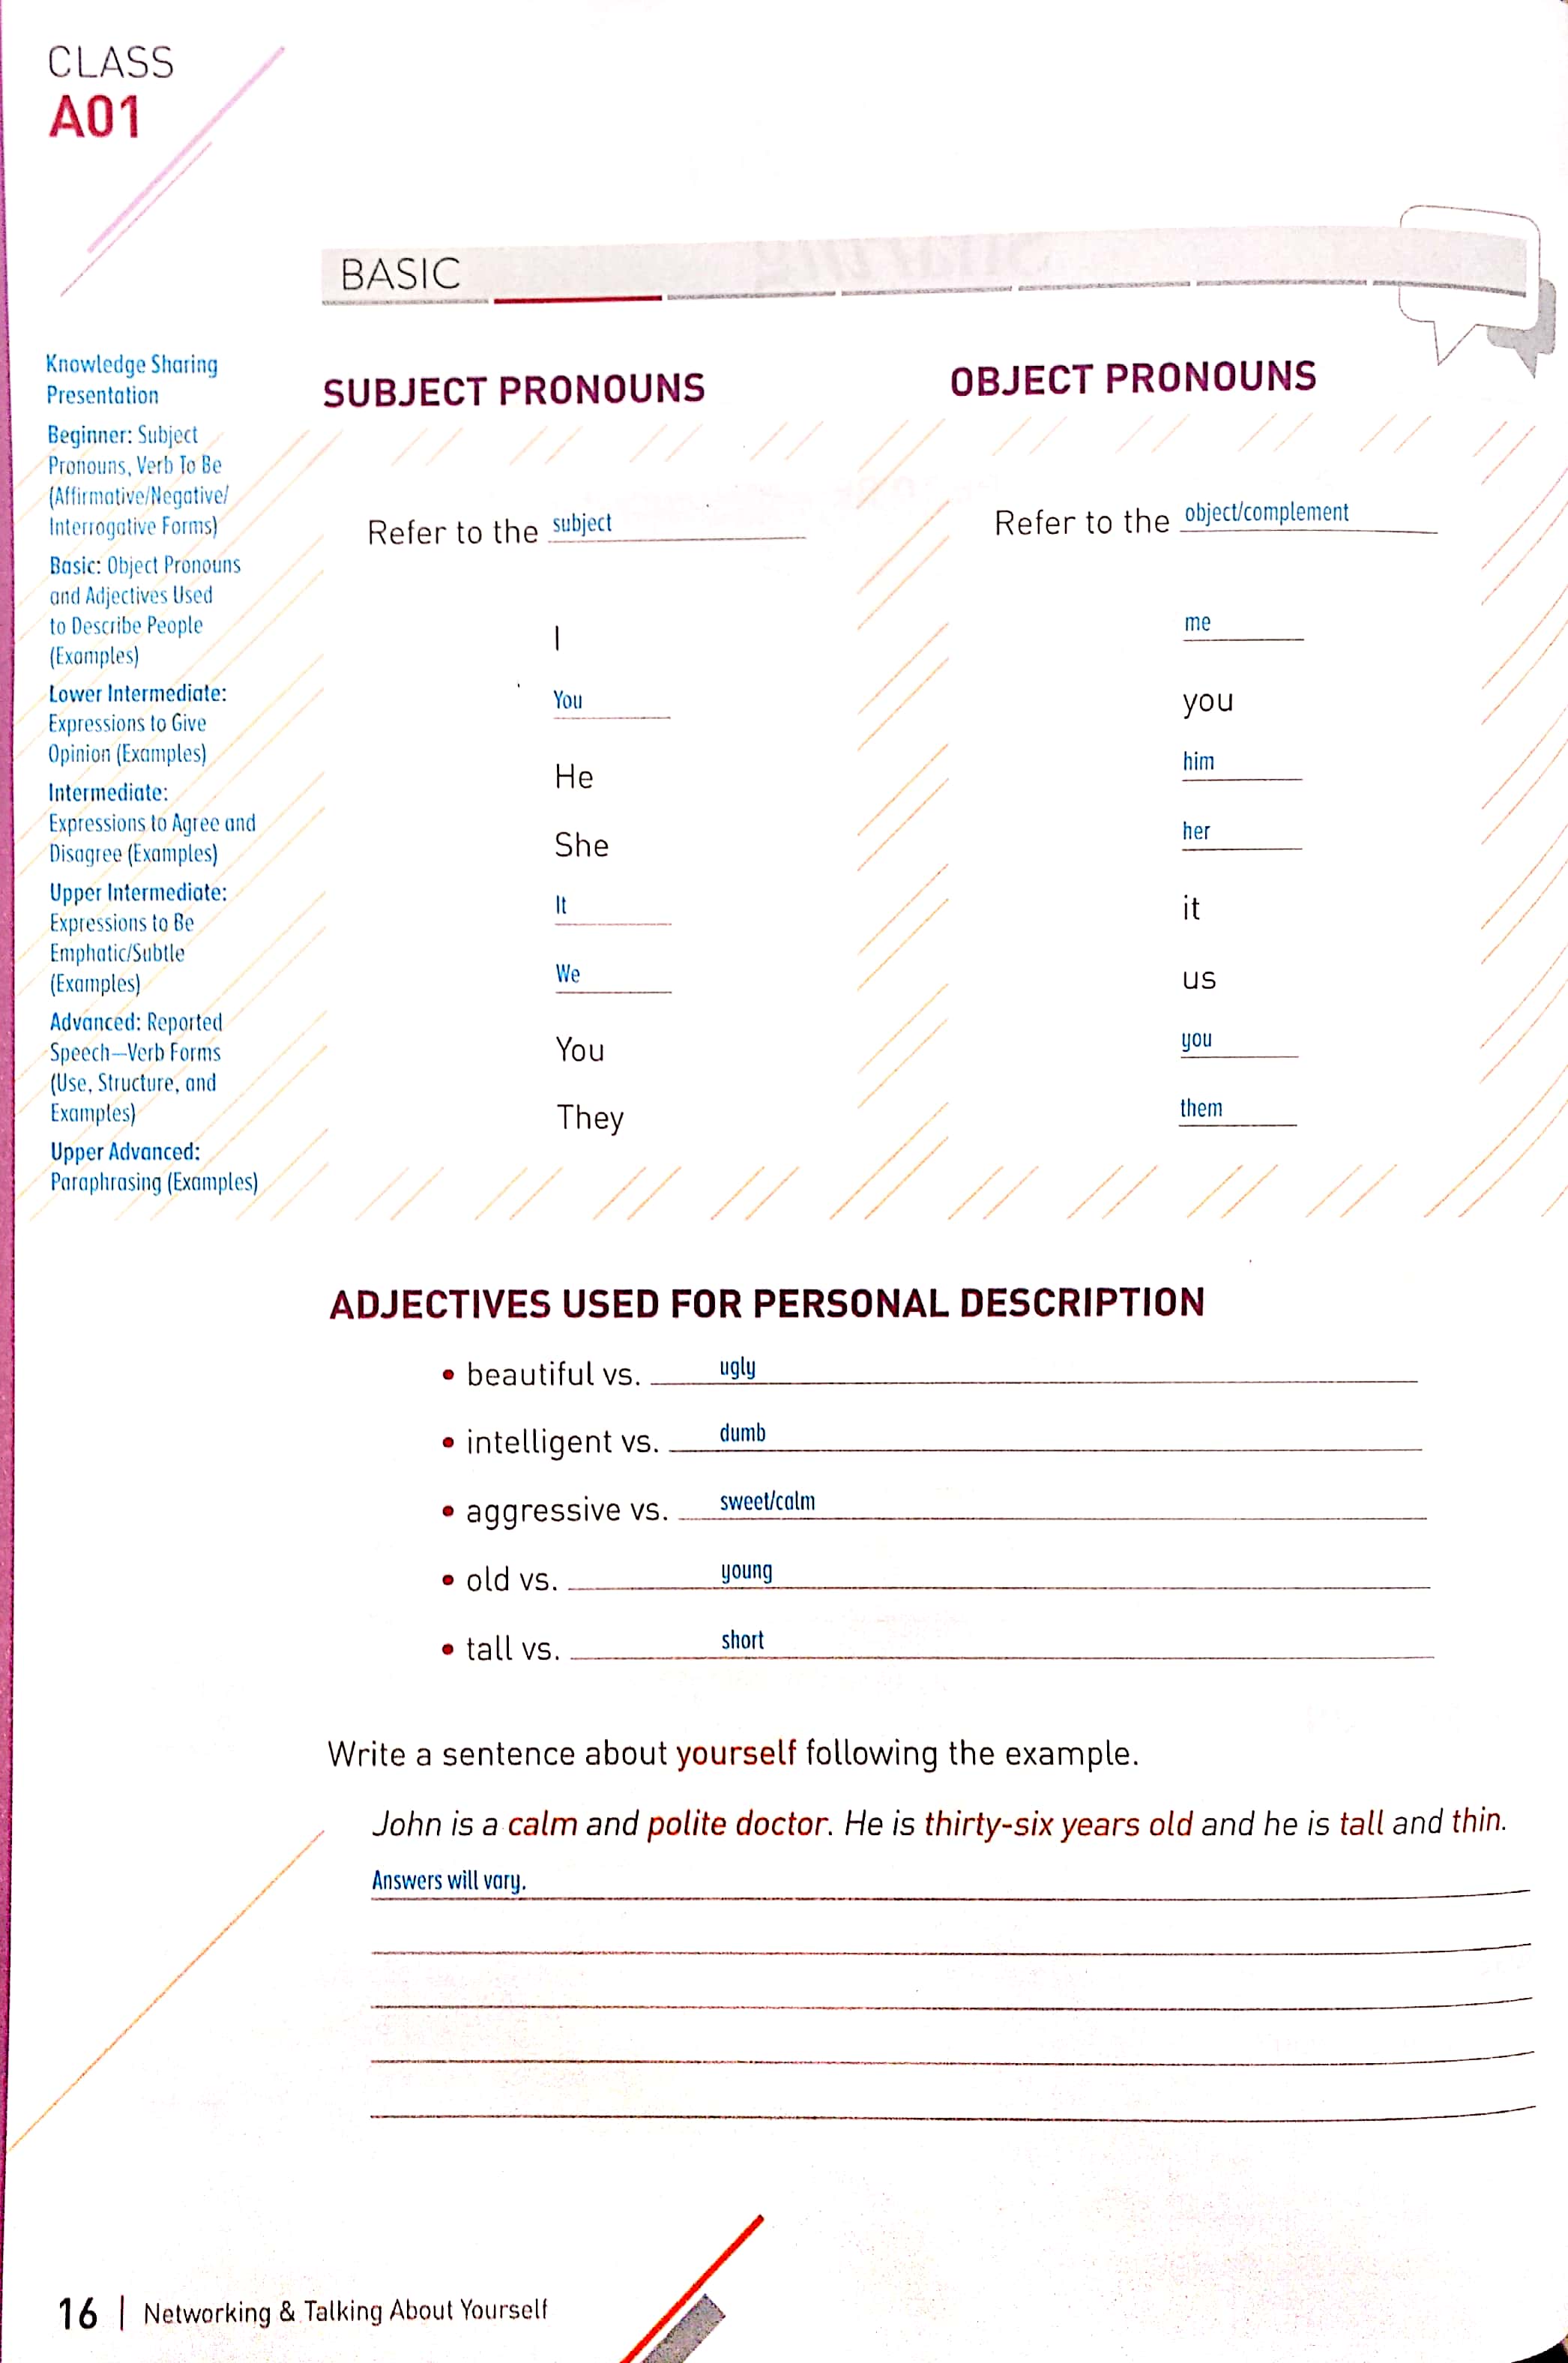 CLASS
A01
BASIC
Knowledge Sharing
Presentation
Beginner: Subject
Pronouns, Verb To Be
(Affirmative/Negative/
Interrogative Forms)
Basic: Object Pronouns
and Adjectives Used
to Describe People
(Examples)
Lower Intermediate:
Expressions to Give
Opinion (Examples)
Intermediate:
Expressions to Agree and
Disagree (Examples)
Upper Intermediate:
Expressions to Be
Emphatic/Subtle
(Examples)
Advanced: Reported
Speech—Verb Forms
(Use, Structure, and
Examples)
Upper Advanced:
Paraphrasing (Examples)
SUBJECT PRONOUNS
Refer to the subject
I
You
He
She
It
We
You
They
OBJECT PRONOUNS
Refer to the object/complement
me
you
him
her
it
us
you
them
ADJECTIVES USED FOR PERSONAL DESCRIPTION
• beautiful vs. ugly
• intelligent vs. dumb
• aggressive vs. sweet/calm
• old vs. young
• tall vs. short
Write a sentence about yourself following the example.
John is a calm and polite doctor. He is thirty-six years old and he is tall and thin.
Answers will vary.
16 | Networking & Talking About Yourself